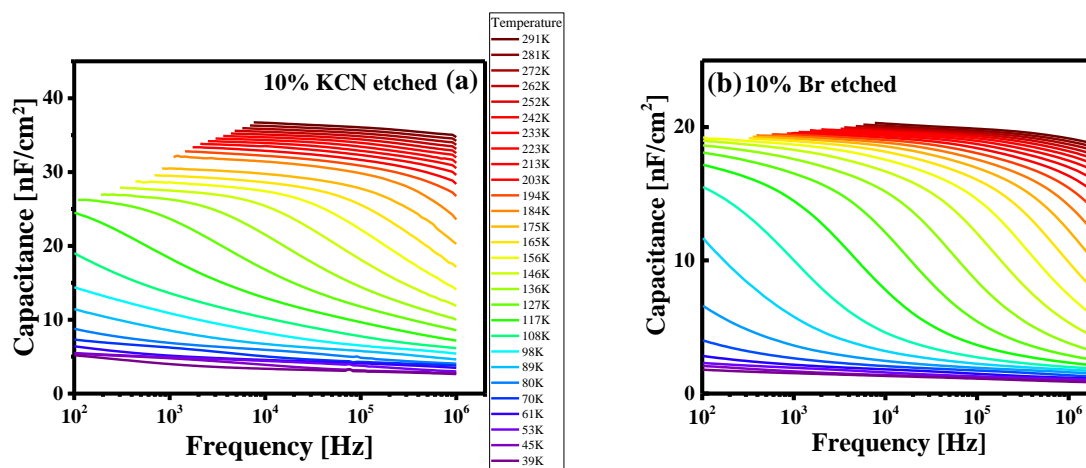 10% KCN etched (a)
Capacitance [nF/cm²]
40
30
20
10
0
10² 10³ 10⁴ 10⁵ 10⁶
Frequency [Hz]
Temperature
291K
281K
272K
262K
252K
242K
233K
223K
213K
203K
194K
184K
175K
165K
156K
146K
136K
127K
117K
108K
98K
89K
80K
70K
61K
53K
45K
39K
(b) 10% Br etched
Capacitance [nF/cm²]
20
10
0
10² 10³ 10⁴ 10⁵ 10⁶
Frequency [Hz]